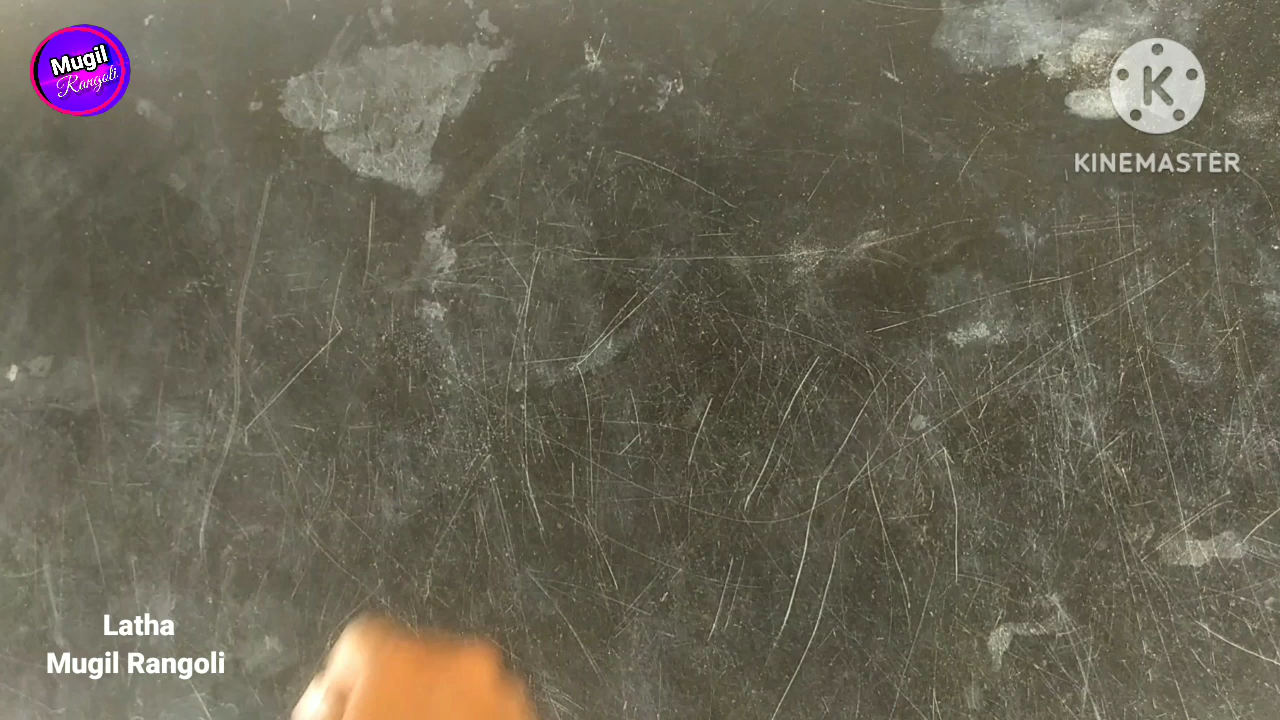 Mugil
Rangoli
K
KINEMASTER
Latha
Mugil Rangoli